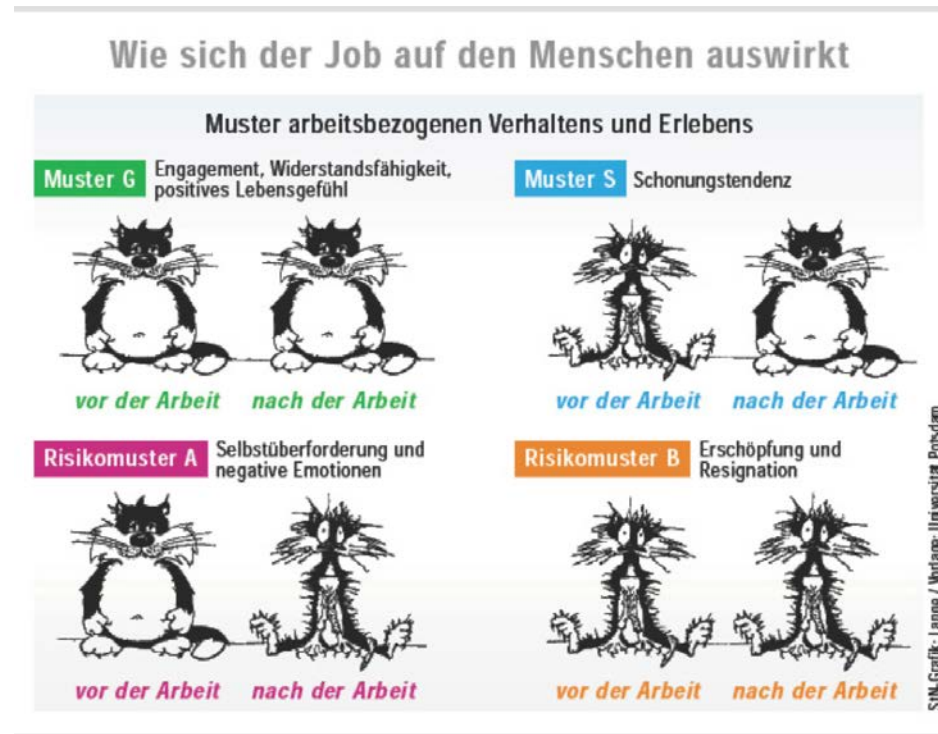 Wie sich der Job auf den Menschen auswirkt
Muster arbeitsbezogenen Verhaltens und Erlebens
Muster G
Engagement, Widerstandsfähigkeit,
positives Lebensgefühl
vor der Arbeit
nach der Arbeit
Muster S
Schonungstendenz
vor der Arbeit
nach der Arbeit
Risikomuster A
Selbstüberforderung und
negative Emotionen
vor der Arbeit
nach der Arbeit
Risikomuster B
Erschöpfung und
Resignation
vor der Arbeit
nach der Arbeit
StN-Grafik: Lange / Vorlage: Universität Potsdam